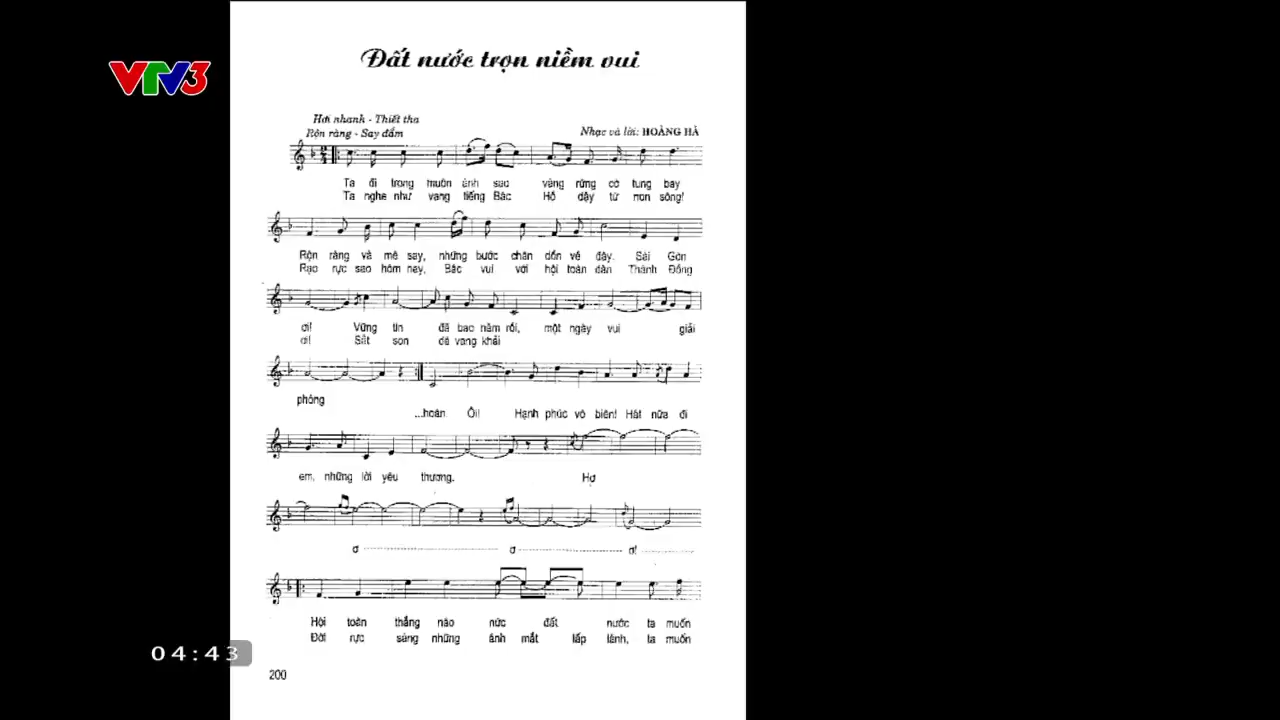 VTV3
Đất nước trọn niềm vui
Hơi nhanh - Thiết tha
Rộn ràng - Say đắm
Nhạc và lời: HOÀNG HÀ
Ta đi trong muôn ánh sao vàng rừng cờ tung bay
Ta nghe như vang tiếng Bác Hồ dậy từ non sông!
Rộn ràng và mê say, những bước chân dồn về đây. Sài Gòn
Rạo rực sao hôm nay, Bác vui với hội toàn dân Thành Đồng
ơi! Vững tin đã bao năm rồi, một ngày vui giải
ơi! Sắt son đã vang khải
phóng
...hoàn. Ôi! Hạnh phúc vô biên! Hát nữa đi
em, những lời yêu thương. Hợ
ơ ơ ơ!
Hội toàn thắng náo nức đất nước ta muốn
Đời rực sáng những ánh mắt lấp lánh, ta muốn
04:43
200